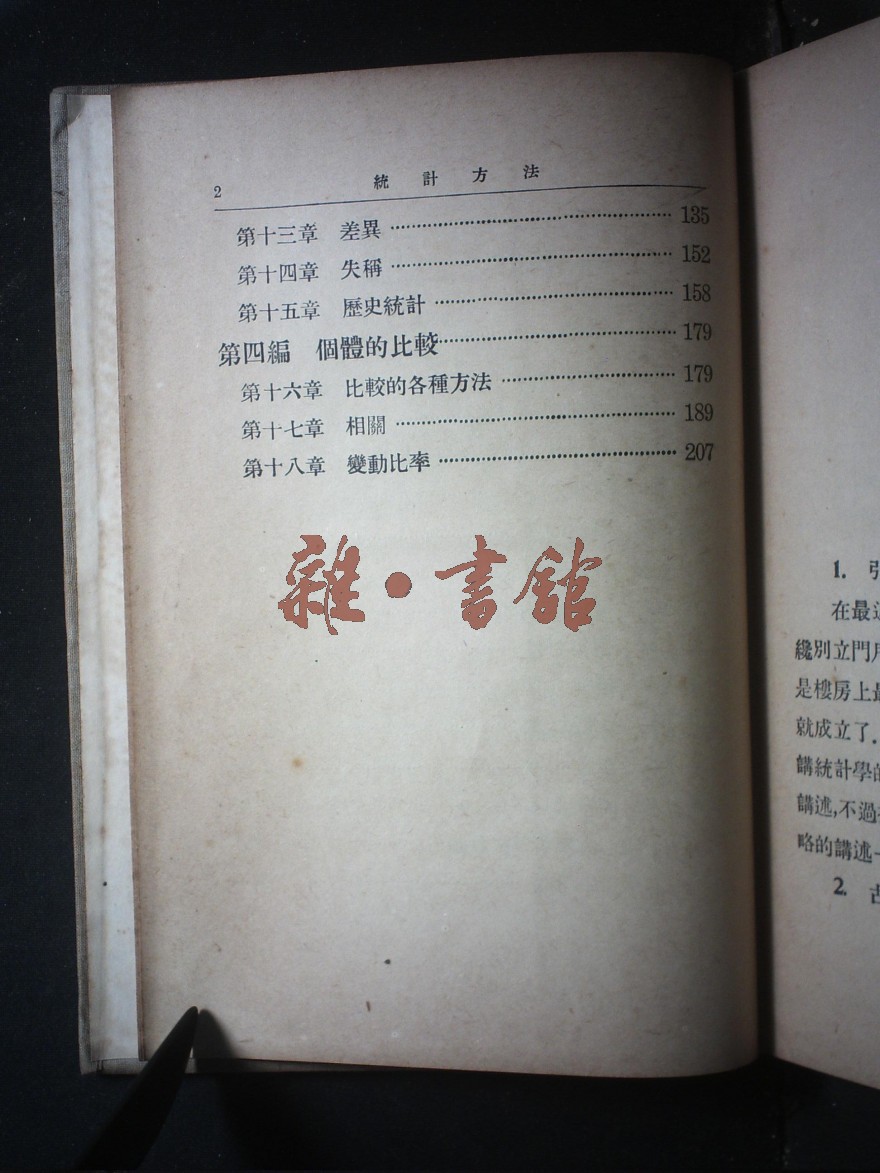 2 統計方法
第十三章 差異 135
第十四章 失稱 152
第十五章 歷史統計 158
第四編 個體的比較 179
第十六章 比較的各種方法 179
第十七章 相關 189
第十八章 變動比率 207
雜·書館
1.
在最
纔別立門
是樓房上
就成立了.
講統計學的
講述,不過
略的講述
2. 古